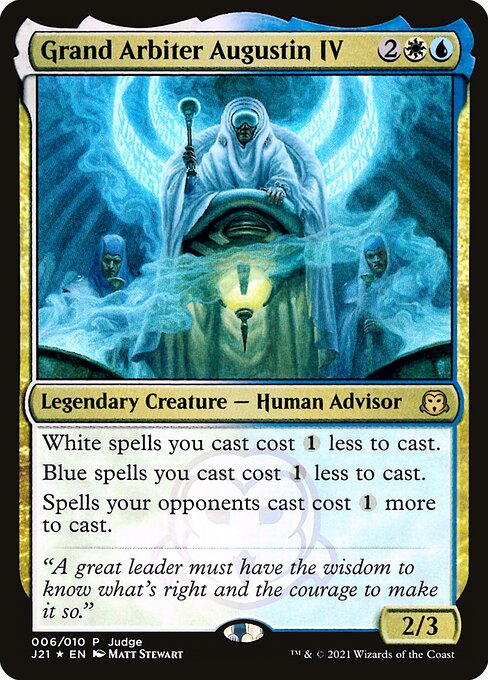 Grand Arbiter Augustin IV 2
Legendary Creature — Human Advisor
White spells you cast cost 1 less to cast.
Blue spells you cast cost 1 less to cast.
Spells your opponents cast cost 1 more
to cast.
“A great leader must have the wisdom to
know what’s right and the courage to make
it so.”
2/3
006/010 P Judge
J21 ★ EN Matt Stewart
™ & © 2021 Wizards of the Coast